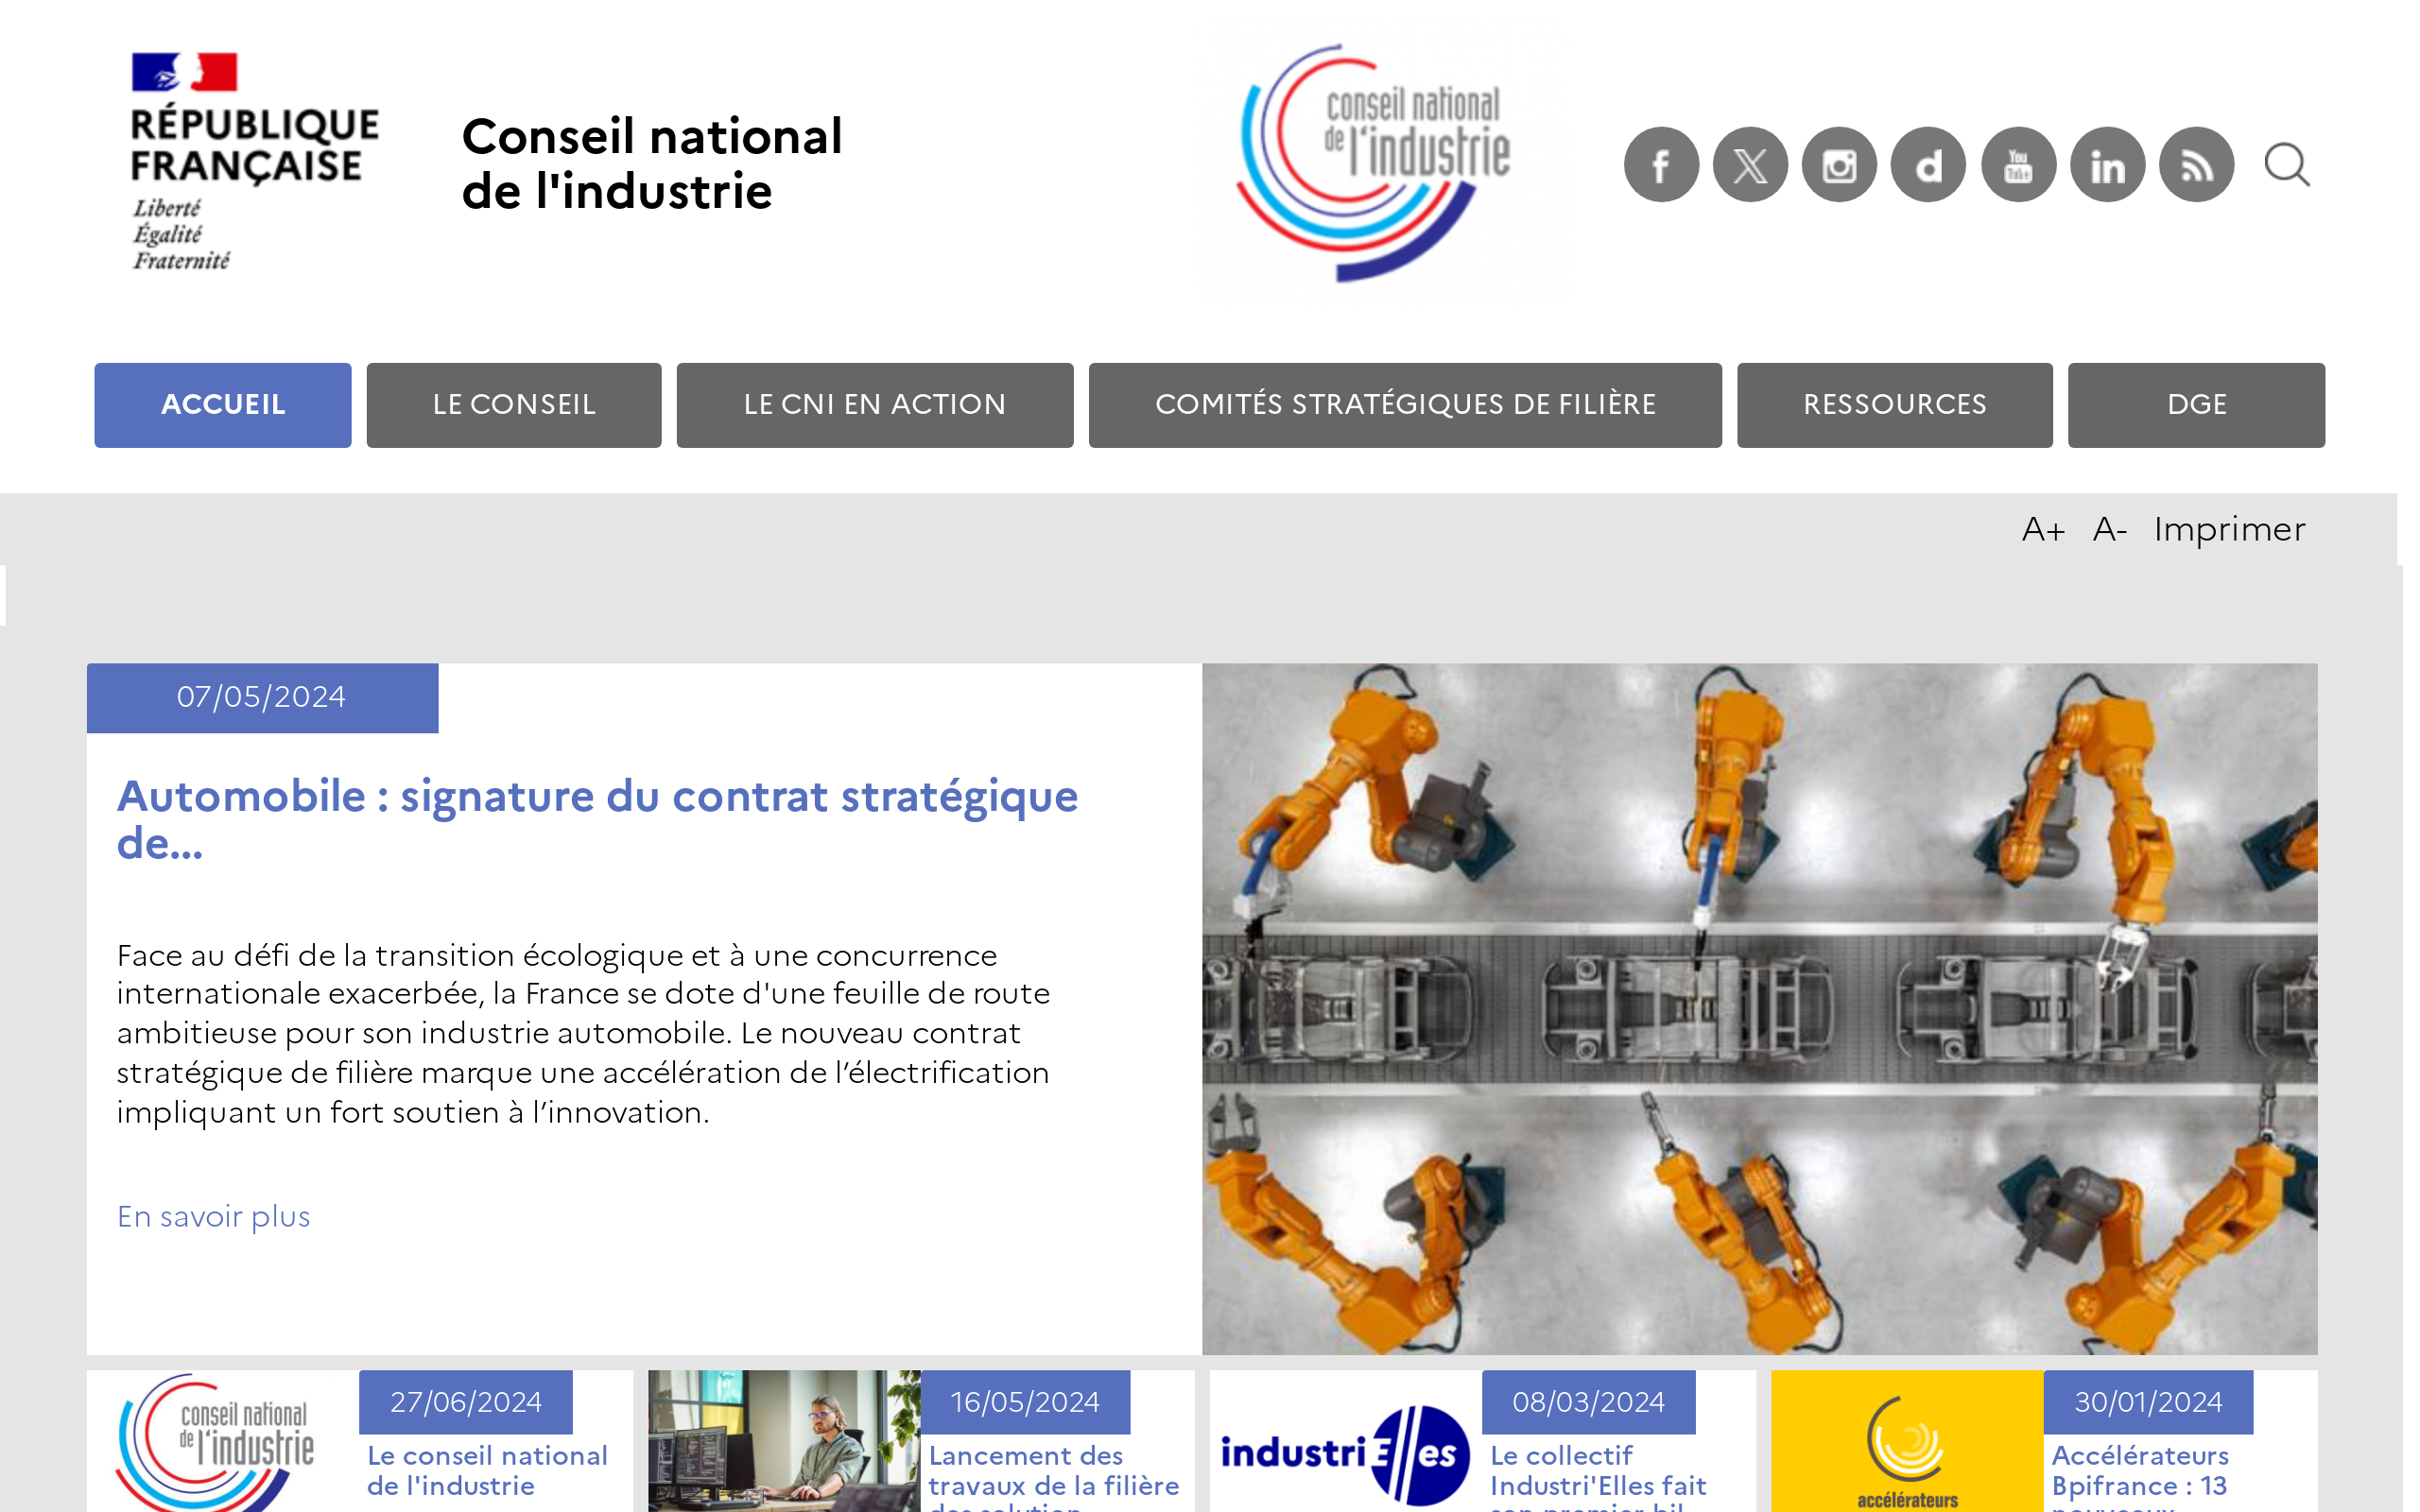 RÉPUBLIQUE
FRANÇAISE
Liberté
Égalité
Fraternité
Conseil national
de l'industrie
conseil national
de l'industrie
ACCUEIL
LE CONSEIL
LE CNI EN ACTION
COMITÉS STRATÉGIQUES DE FILIÈRE
RESSOURCES
DGE
A+ A- Imprimer
07/05/2024
Automobile : signature du contrat stratégique
de...
Face au défi de la transition écologique et à une concurrence
internationale exacerbée, la France se dote d'une feuille de route
ambitieuse pour son industrie automobile. Le nouveau contrat
stratégique de filière marque une accélération de l’électrification
impliquant un fort soutien à l’innovation.
En savoir plus
conseil national
de l'industrie
27/06/2024
Le conseil national
de l'industrie
16/05/2024
Lancement des
travaux de la filière
industriElles
08/03/2024
Le collectif
Industri'Elles fait
accélérateurs
30/01/2024
Accélérateurs
Bpifrance : 13